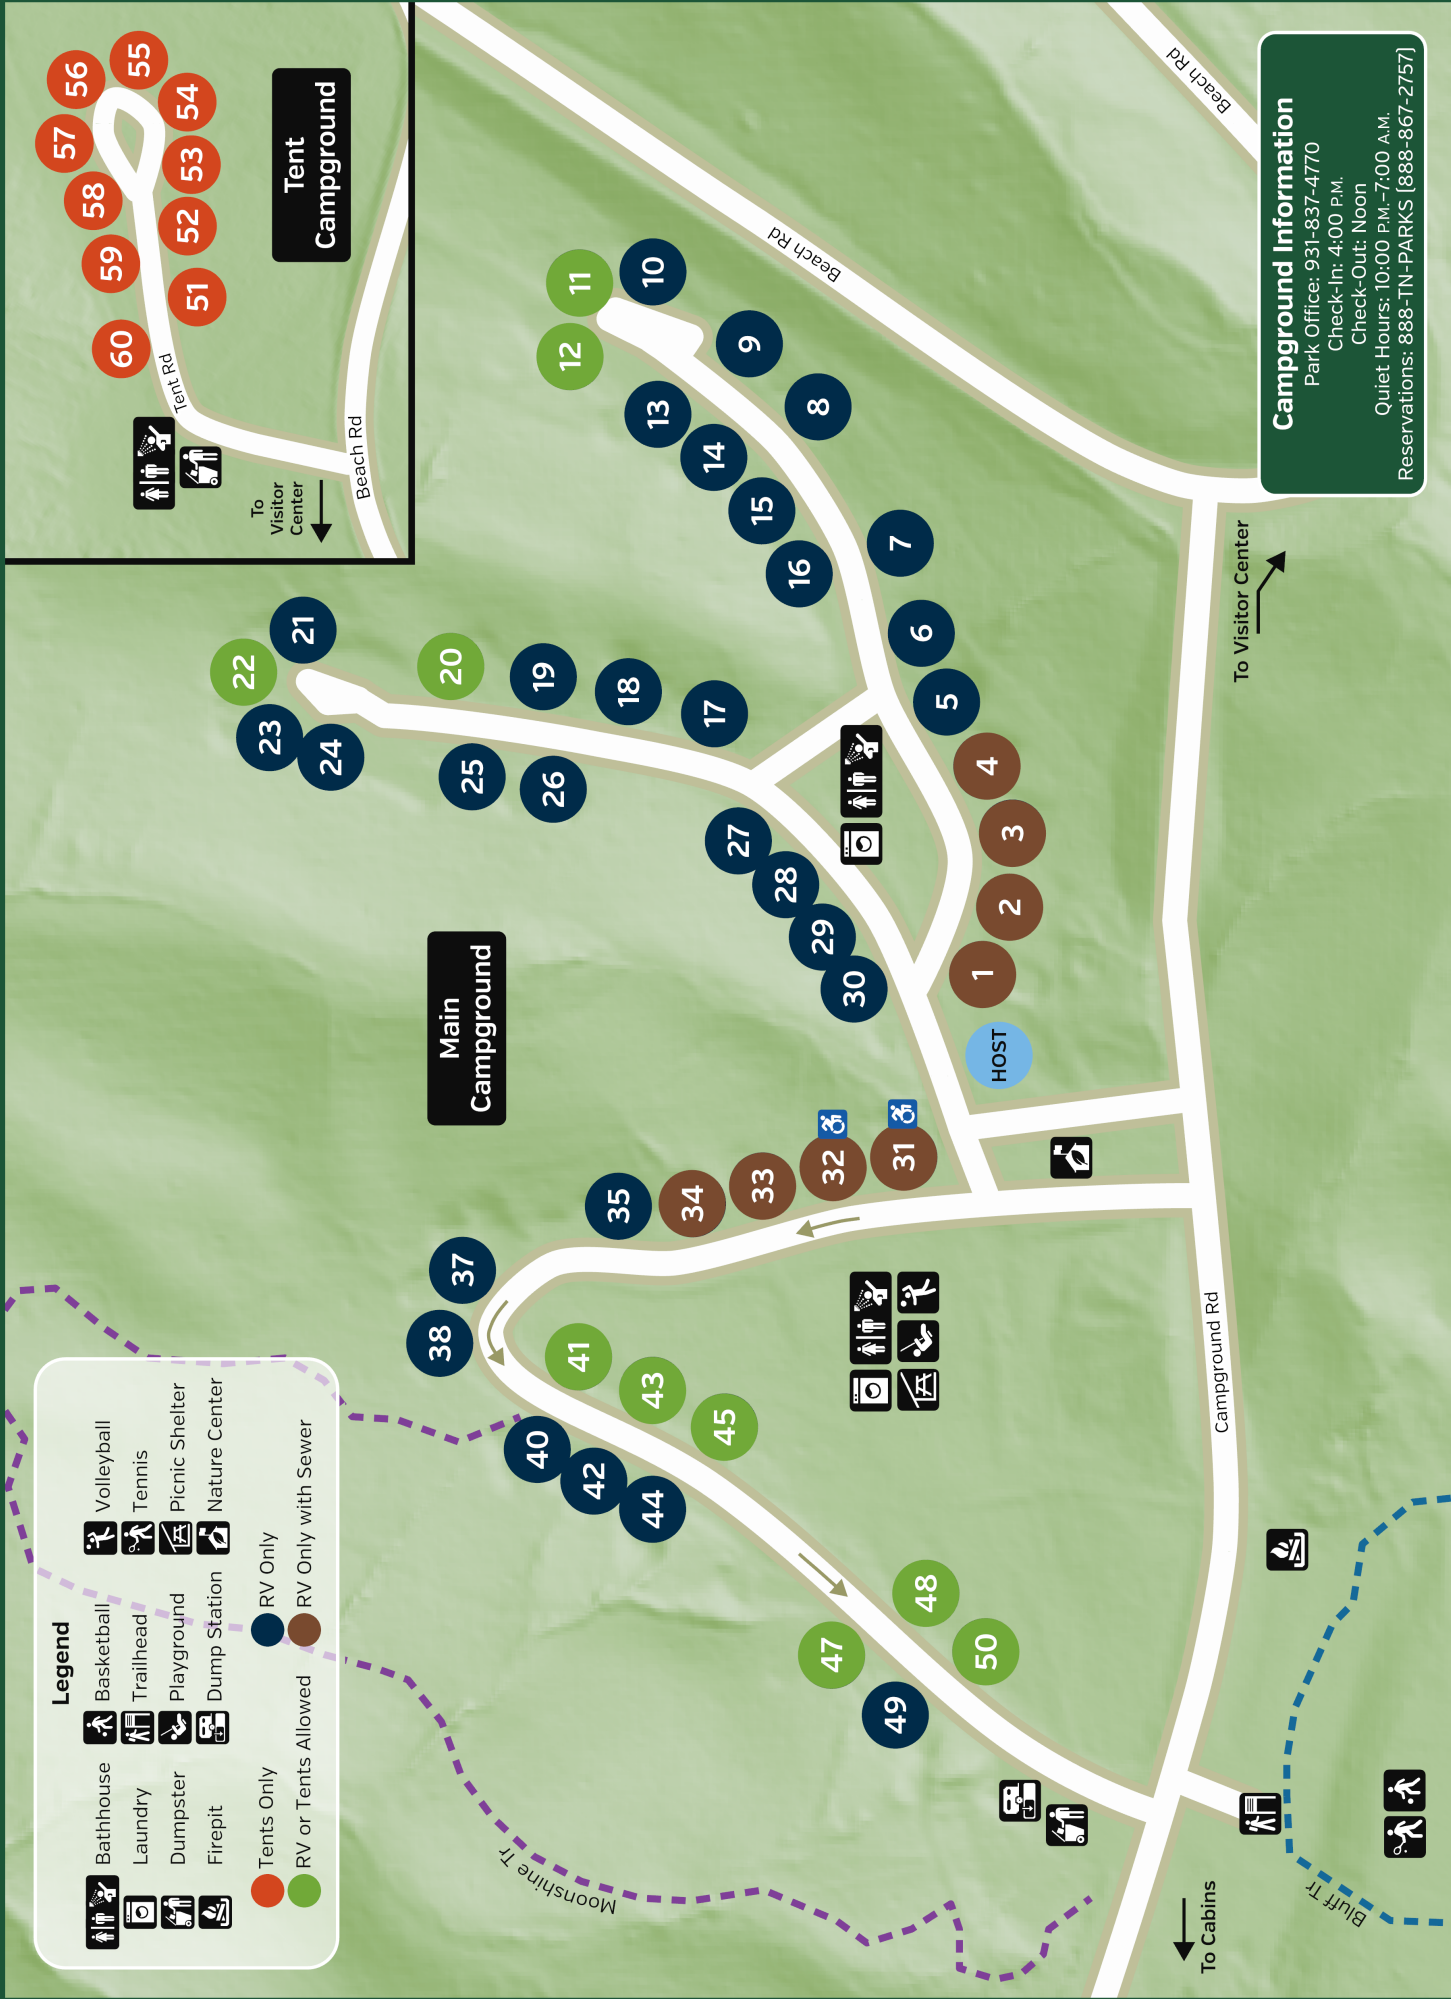 Legend
Bathhouse
Laundry
Dumpster
Firepit
Basketball
Trailhead
Playground
Dump Station
Volleyball
Tennis
Picnic Shelter
Nature Center
Tents Only
RV or Tents Allowed
RV Only
RV Only with Sewer
56
55
57
54
58
53
59
52
51
60
Tent Rd
Tent
Campground
To
Visitor
Center
Beach Rd
Main
Campground
22
21
23
24
20
25
19
26
18
17
27
28
29
30
11
10
12
9
13
8
14
15
16
7
6
5
4
3
2
1
HOST
31
32
33
34
35
37
38
40
41
42
43
44
45
47
48
49
50
Moonshine Tr
Bluff Tr
To Cabins
Campground Rd
To Visitor Center
Beach Rd
Beach Rd
Campground Information
Park Office: 931-837-4770
Check-In: 4:00 P.M.
Check-Out: Noon
Quiet Hours: 10:00 P.M.–7:00 A.M.
Reservations: 888-TN-PARKS (888-867-2757)